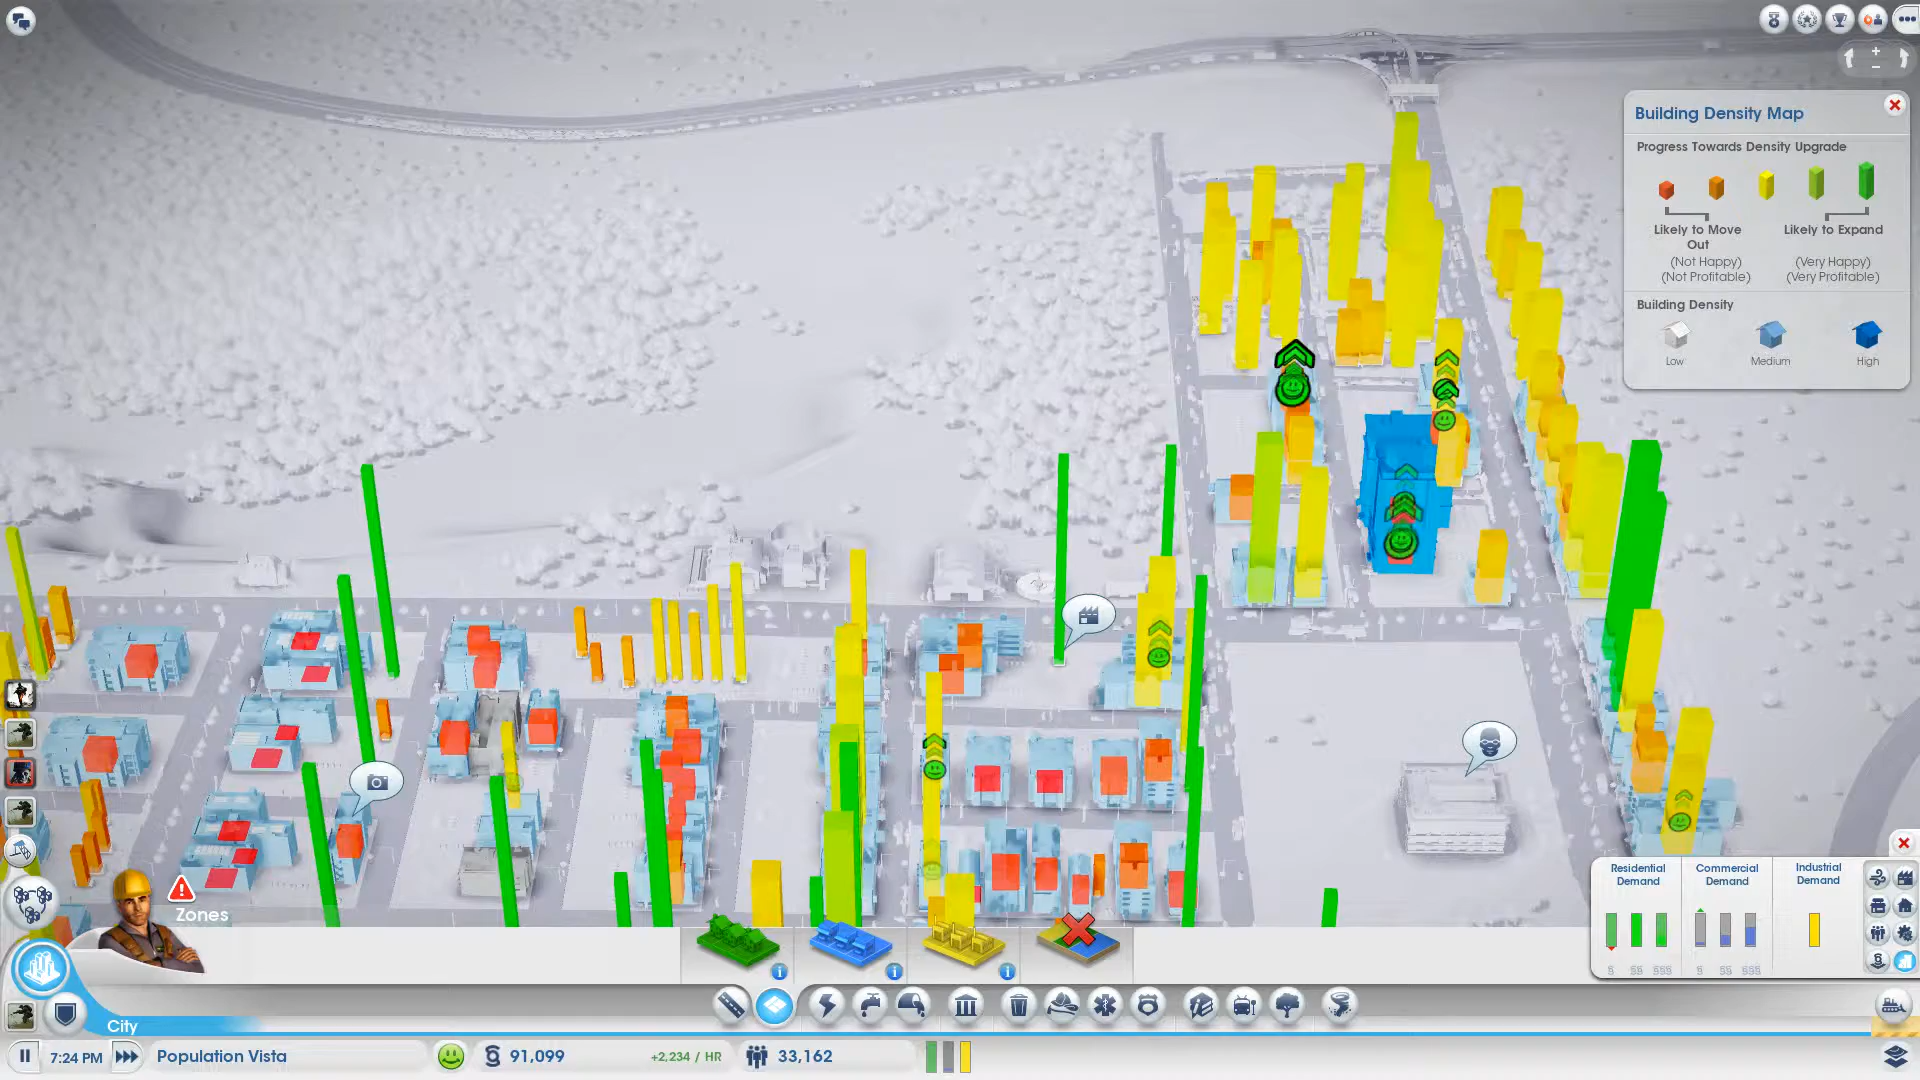 Building Density Map
Progress Towards Density Upgrade
Likely to Move Out
(Not Happy)
(Not Profitable)
Likely to Expand
(Very Happy)
(Very Profitable)
Building Density
Low
Medium
High
Zones
Residential Demand
Commercial Demand
Industrial Demand
§ §§ §§§
§ §§ §§§
City
7:24 PM
Population Vista
91,099
+2,234 / HR
33,162